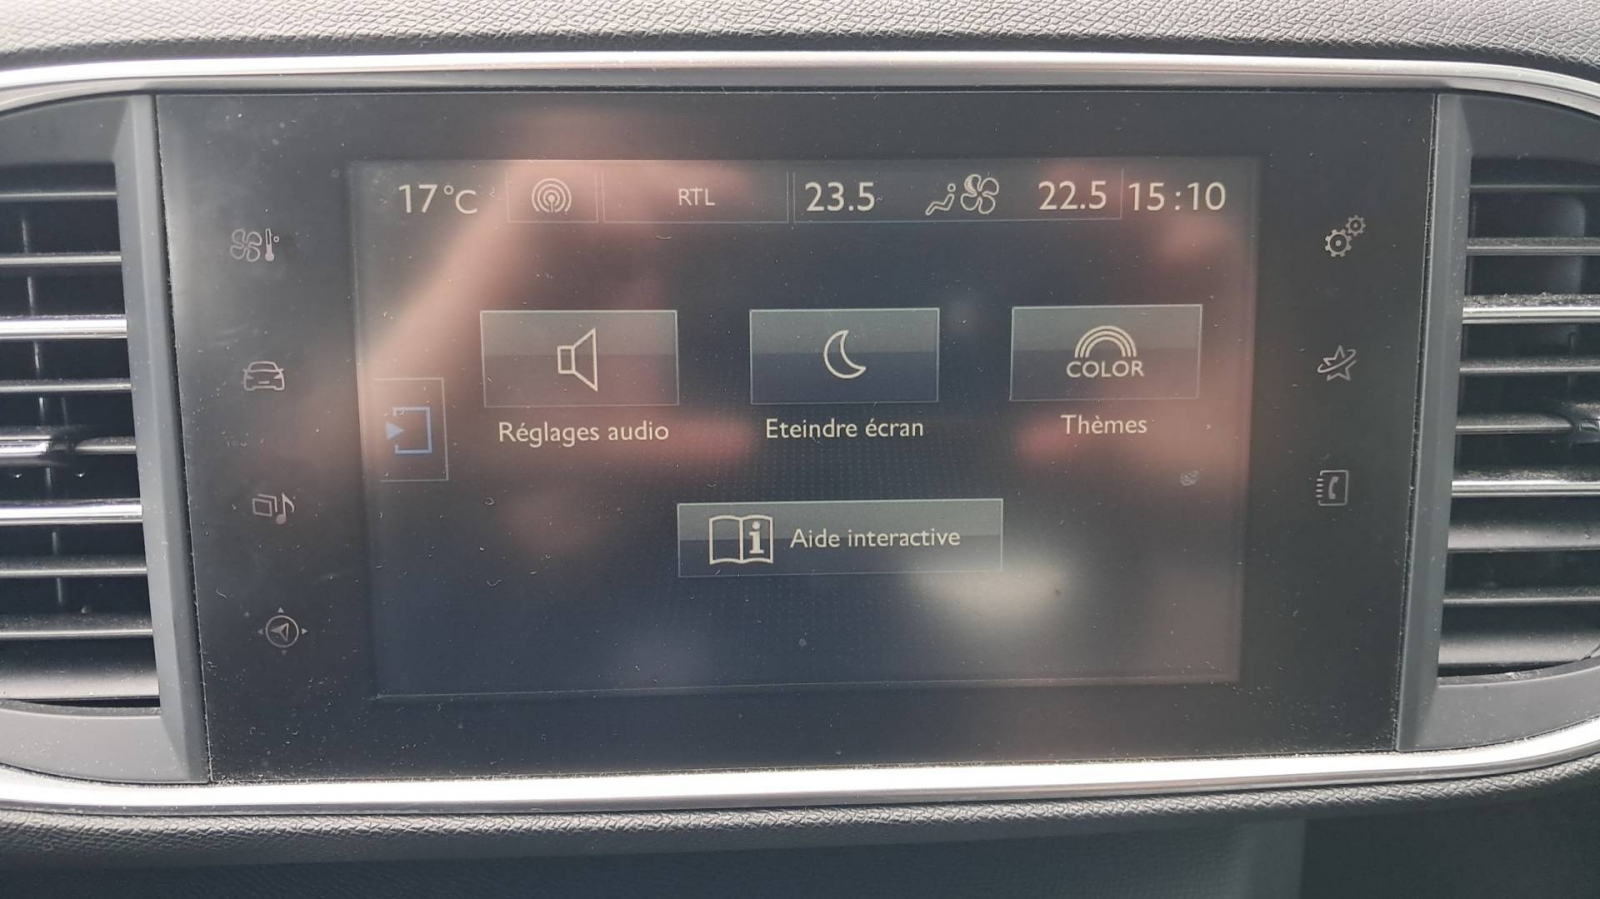 17°C RTL 23.5 22.5 15:10
COLOR
Réglages audio Eteindre écran Thèmes
i Aide interactive